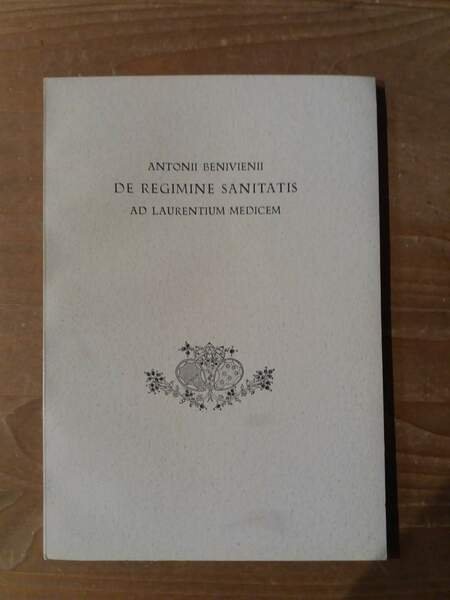 ANTONII BENIVIENII
DE REGIMINE SANITATIS
AD LAURENTIUM MEDICEM